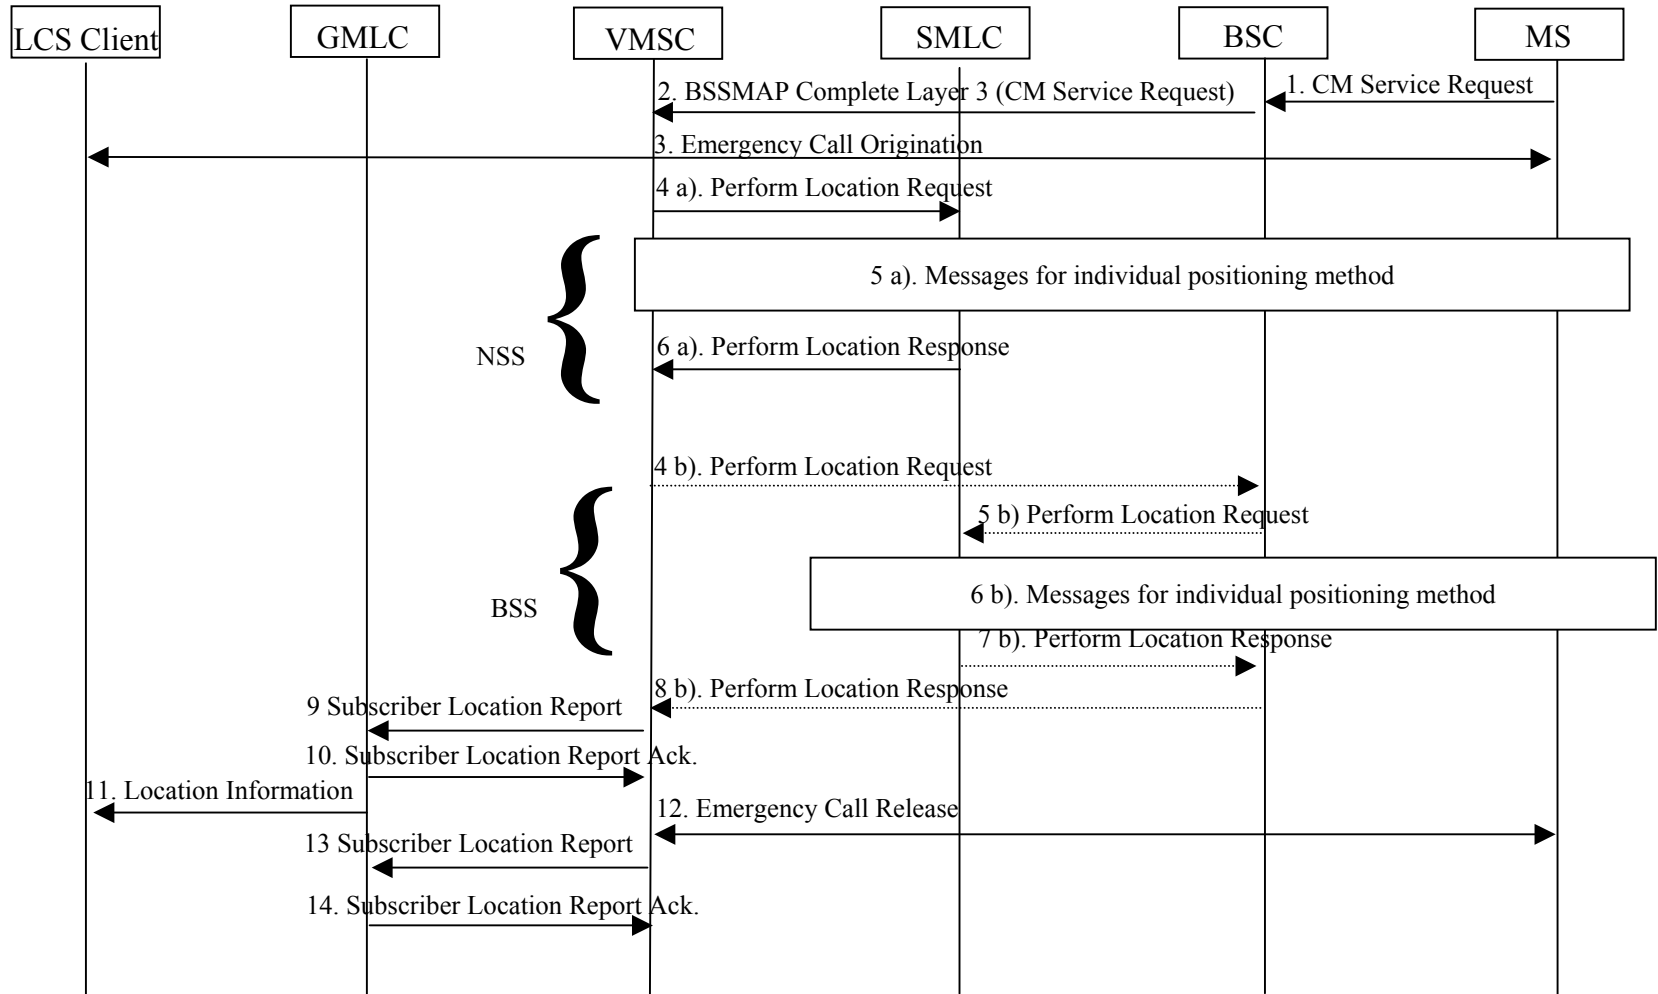 LCS Client
GMLC
VMSC
SMLC
BSC
MS
1. CM Service Request
2. BSSMAP Complete Layer 3 (CM Service Request)
3. Emergency Call Origination
4 a). Perform Location Request
5 a). Messages for individual positioning method
6 a). Perform Location Response
NSS
4 b). Perform Location Request
5 b) Perform Location Request
6 b). Messages for individual positioning method
BSS
7 b). Perform Location Response
8 b). Perform Location Response
9 Subscriber Location Report
10. Subscriber Location Report Ack.
11. Location Information
12. Emergency Call Release
13 Subscriber Location Report
14. Subscriber Location Report Ack.